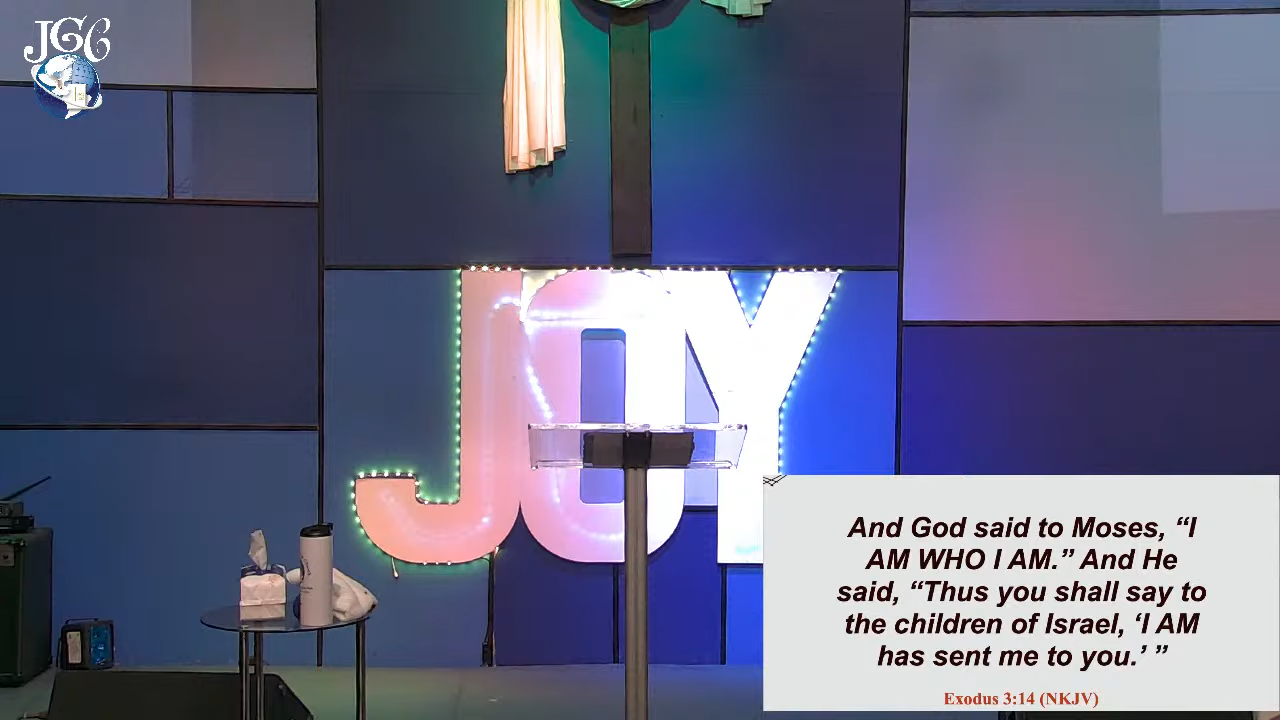 JGC
JOY
And God said to Moses, “I
AM WHO I AM.” And He
said, “Thus you shall say to
the children of Israel, ‘I AM
has sent me to you.’ ”
Exodus 3:14 (NKJV)